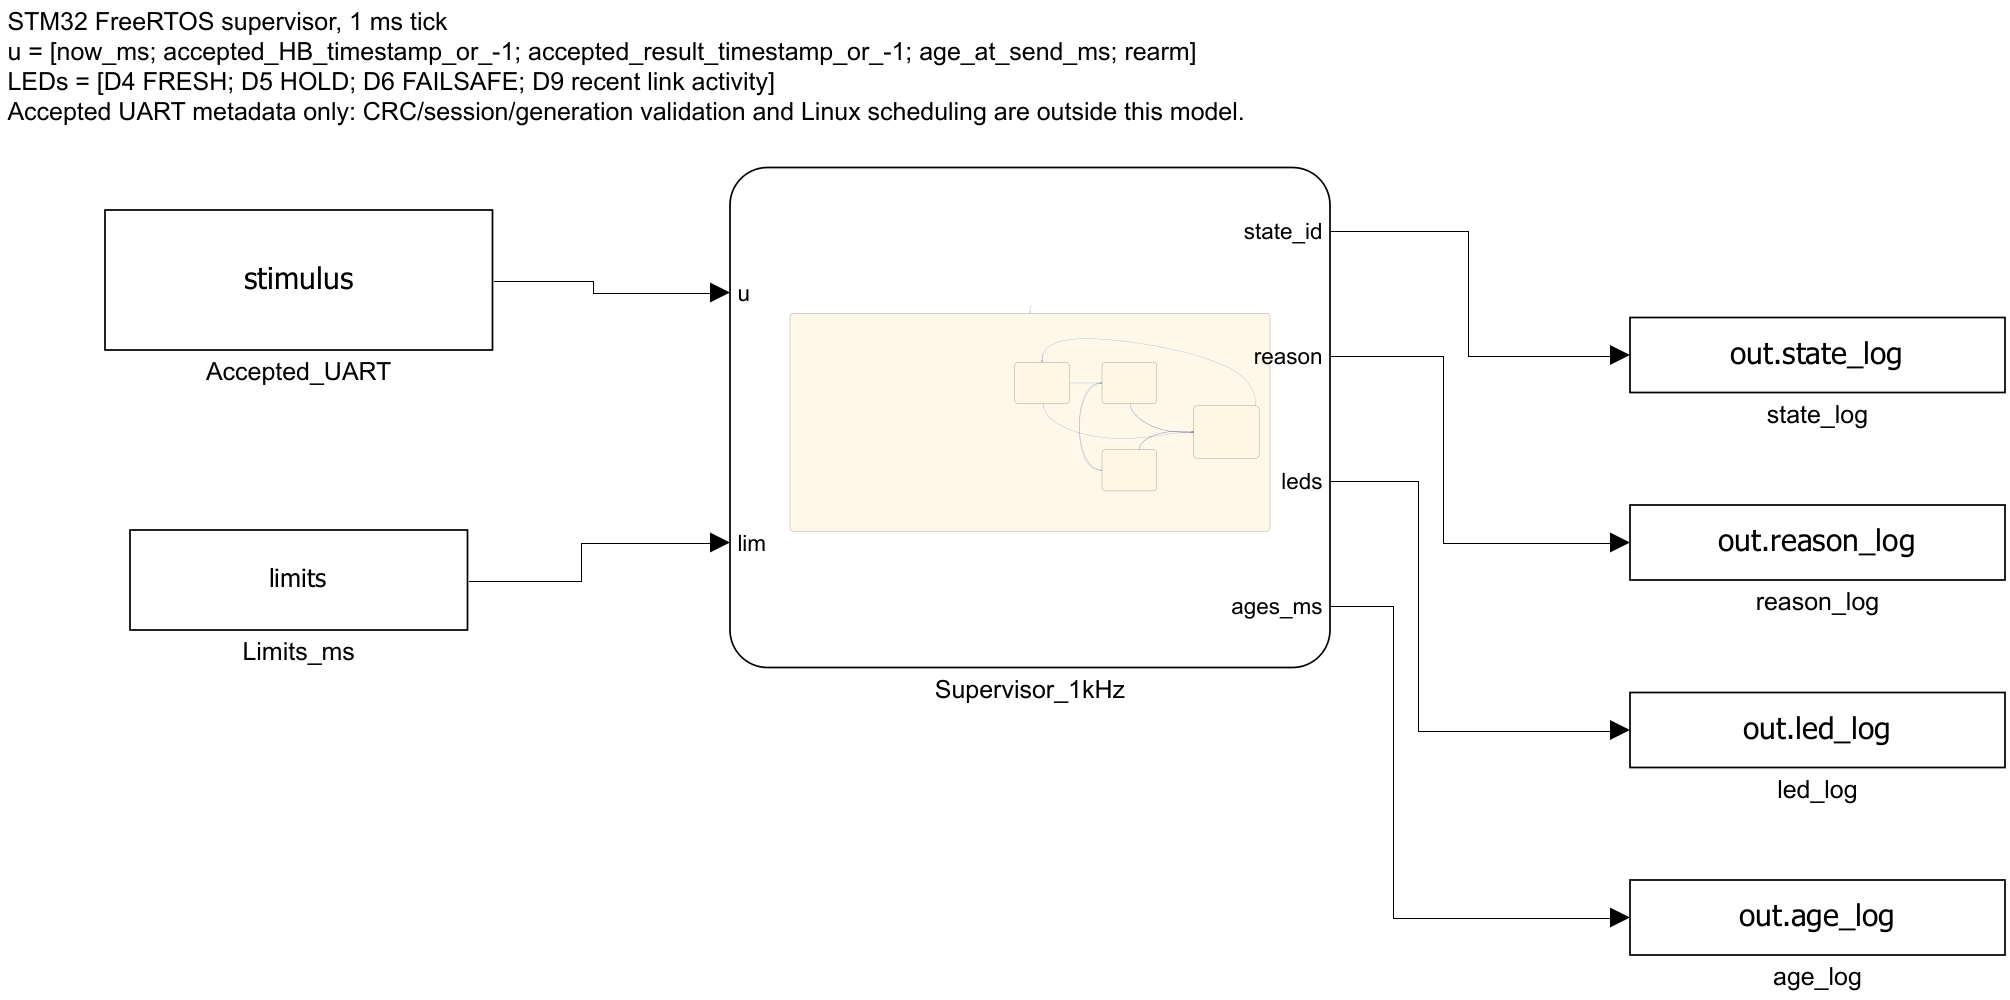 STM32 FreeRTOS supervisor, 1 ms tick
u = [now_ms; accepted_HB_timestamp_or_-1; accepted_result_timestamp_or_-1; age_at_send_ms; rearm]
LEDs = [D4 FRESH; D5 HOLD; D6 FAILSAFE; D9 recent link activity]
Accepted UART metadata only: CRC/session/generation validation and Linux scheduling are outside this model.
stimulus
Accepted_UART
limits
Limits_ms
u
lim
state_id
reason
leds
ages_ms
Supervisor_1kHz
out.state_log
state_log
out.reason_log
reason_log
out.led_log
led_log
out.age_log
age_log